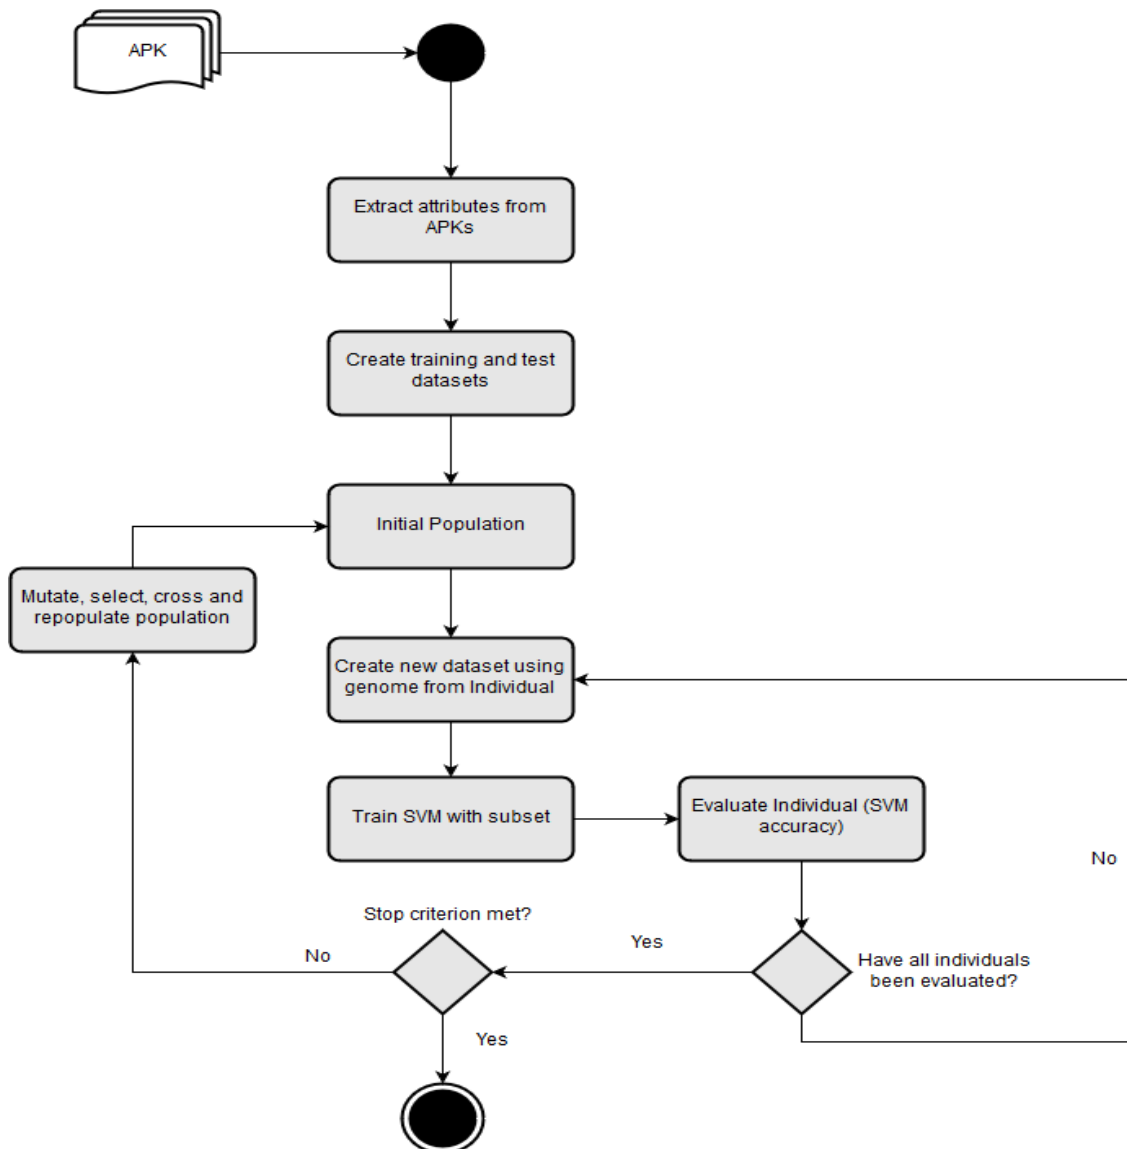 APK
Extract attributes from
APKs
Create training and test
datasets
Initial Population
Mutate, select, cross and
repopulate population
Create new dataset using
genome from Individual
Train SVM with subset
Evaluate Individual (SVM
accuracy)
No
Stop criterion met?
No
Yes
Have all individuals
been evaluated?
Yes